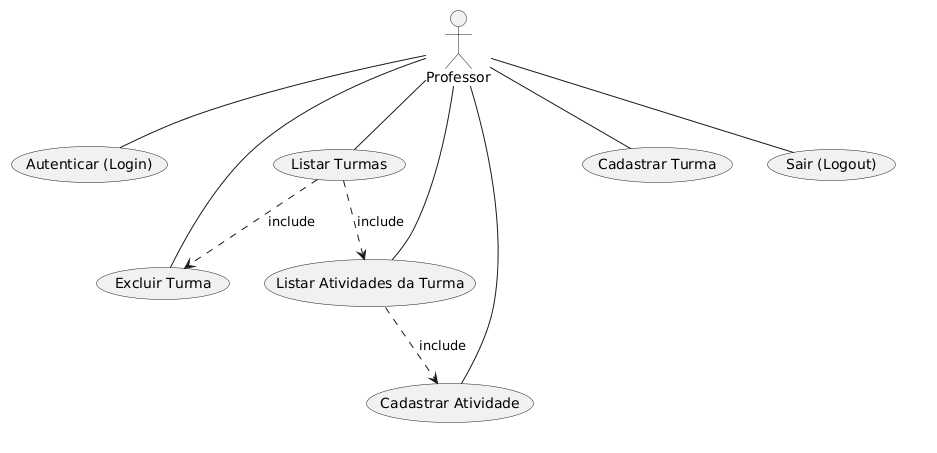 Professor
Autenticar (Login)
Listar Turmas
Cadastrar Turma
Sair (Logout)
include
include
Excluir Turma
Listar Atividades da Turma
include
Cadastrar Atividade